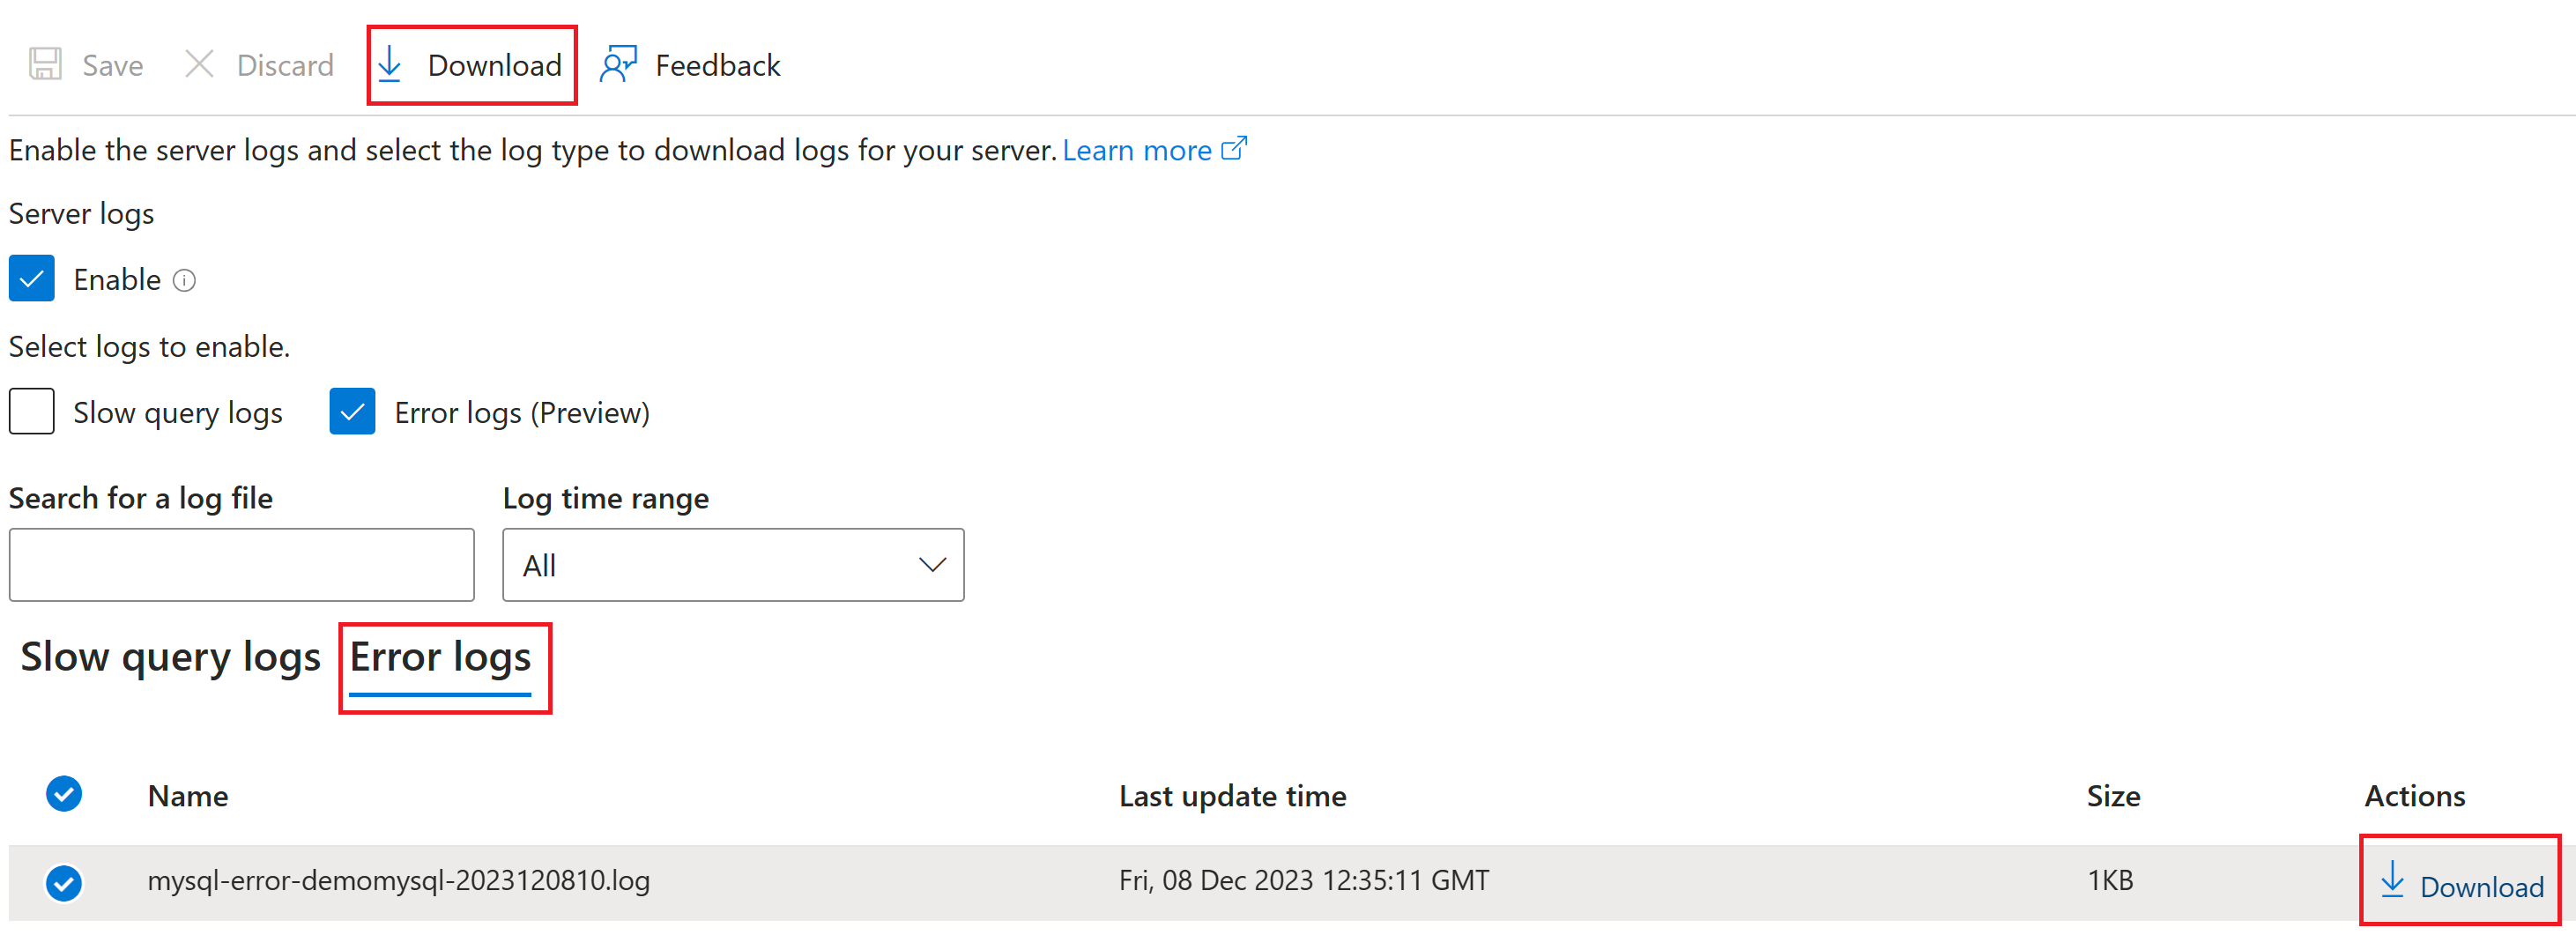 Save Discard Download Feedback
Enable the server logs and select the log type to download logs for your server. Learn more
Server logs
Enable
Select logs to enable.
Slow query logs Error logs (Preview)
Search for a log file Log time range
All
Slow query logs Error logs
Name Last update time Size Actions
mysql-error-demomysql-2023120810.log Fri, 08 Dec 2023 12:35:11 GMT 1KB Download